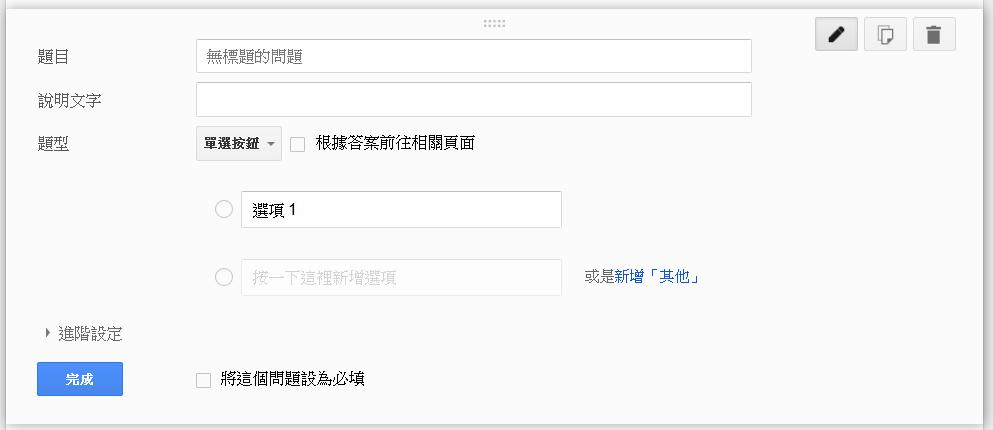 題目
無標題的問題
說明文字
題型
單選按鈕
根據答案前往相關頁面
選項 1
按一下這裡新增選項
或是新增「其他」
進階設定
完成
將這個問題設為必填